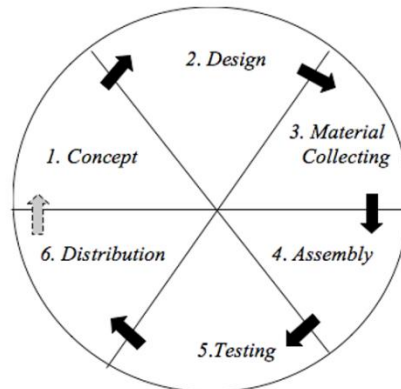 1. Concept
2. Design
3. Material
Collecting
4. Assembly
5.Testing
6. Distribution